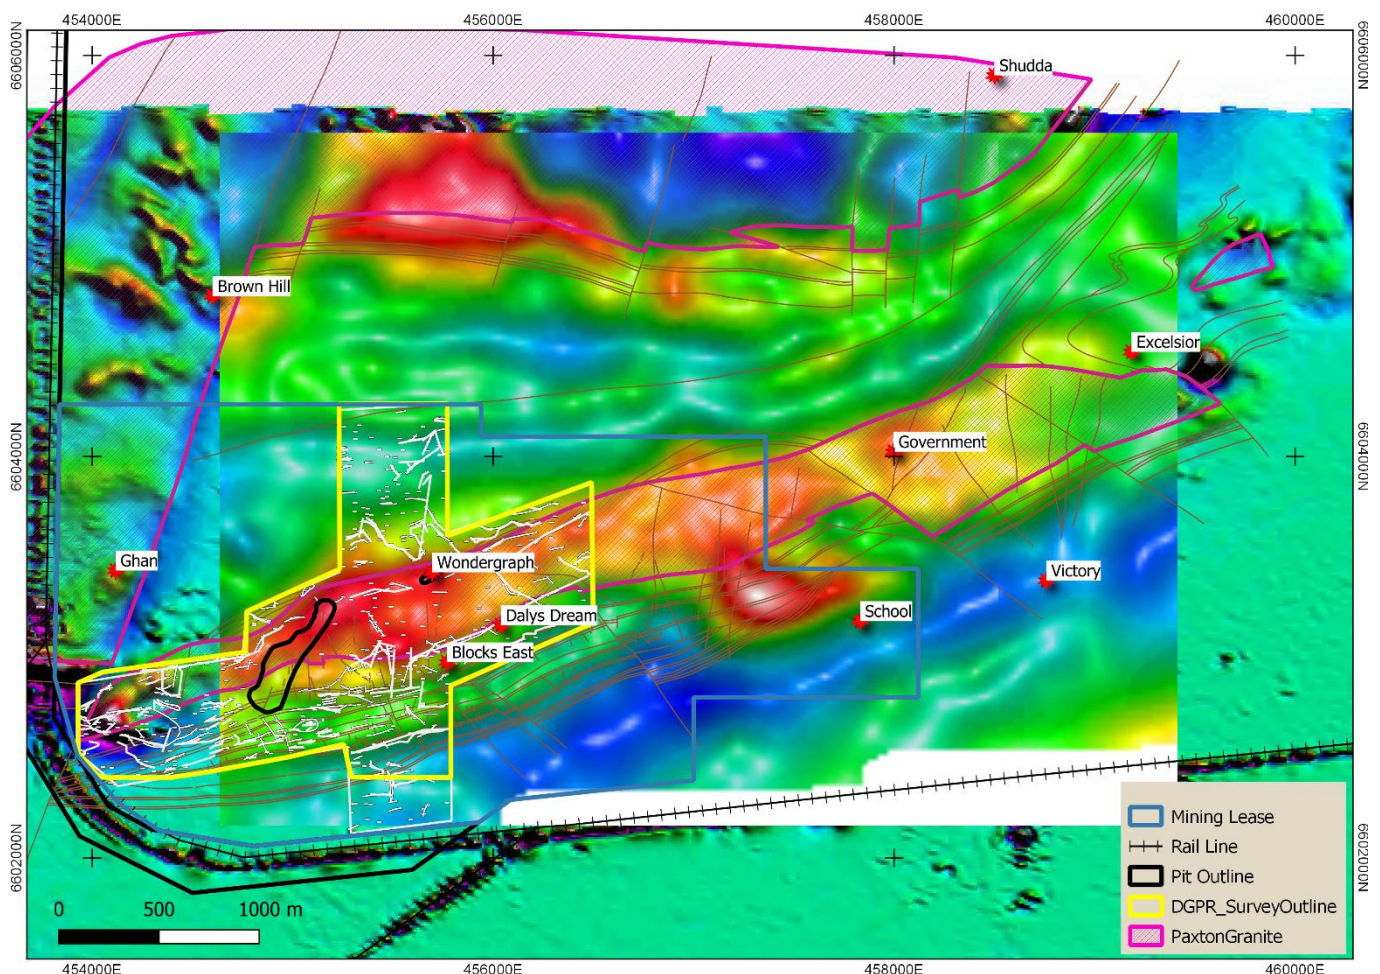 454000E
456000E
458000E
460000E
6606000N
6606000N
Shudda
Brown Hill
Excelsior
Government
6604000N
6604000N
Ghan
Wondergraph
Victory
Dalys Dream
School
Blocks East
Mining Lease
Rail Line
6602000N
6602000N
Pit Outline
0 500 1000 m
DGPR_SurveyOutline
PaxtonGranite
454000E
456000E
458000E
460000E